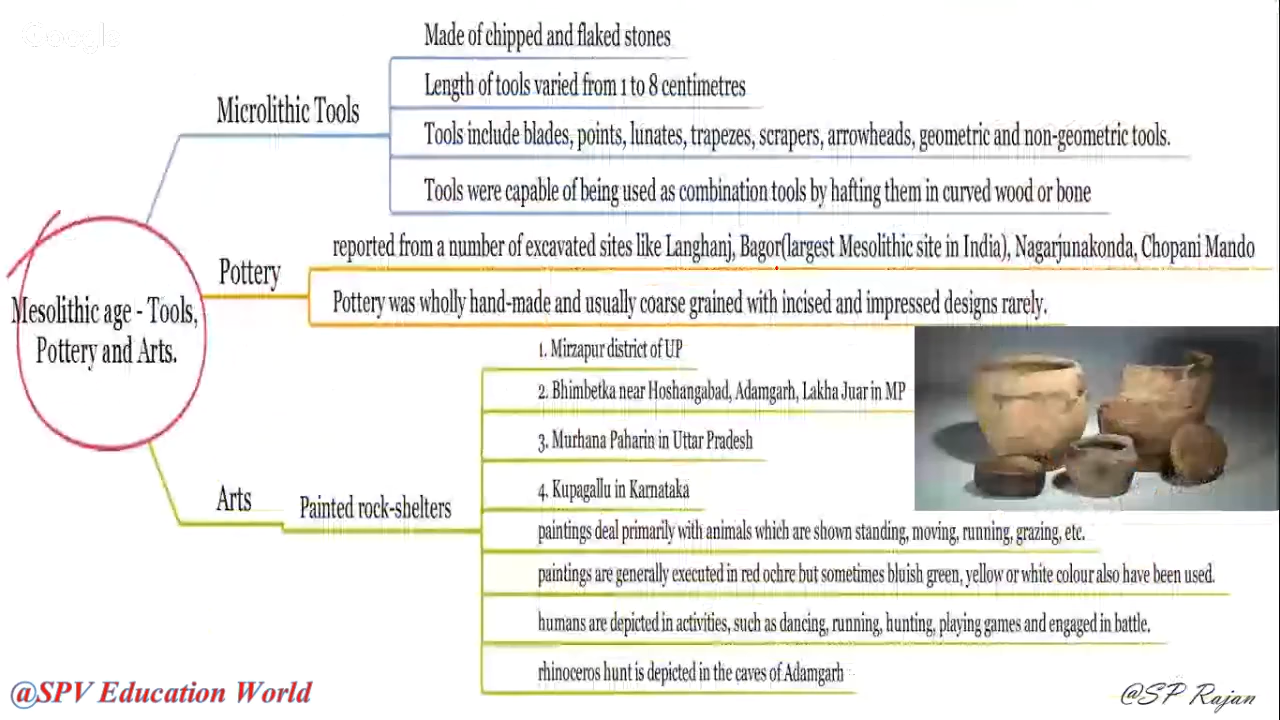 Google
Made of chipped and flaked stones
Length of tools varied from 1 to 8 centimetres
Microlithic Tools
Tools include blades, points, lunates, trapezes, scrapers, arrowheads, geometric and non-geometric tools.
Tools were capable of being used as combination tools by hafting them in curved wood or bone
reported from a number of excavated sites like Langhanj, Bagor(largest Mesolithic site in India), Nagarjunakonda, Chopani Mando
Pottery
Pottery was wholly hand-made and usually coarse grained with incised and impressed designs rarely.
Mesolithic age - Tools,
Pottery and Arts.
1. Mirzapur district of UP
2. Bhimbetka near Hoshangabad, Adamgarh, Lakha Juar in MP
3. Murhana Paharin in Uttar Pradesh
4. Kupagallu in Karnataka
Arts
Painted rock-shelters
paintings deal primarily with animals which are shown standing, moving, running, grazing, etc.
paintings are generally executed in red ochre but sometimes bluish green, yellow or white colour also have been used.
humans are depicted in activities, such as dancing, running, hunting, playing games and engaged in battle.
rhinoceros hunt is depicted in the caves of Adamgarh
@SPV Education World
@SP Rajan